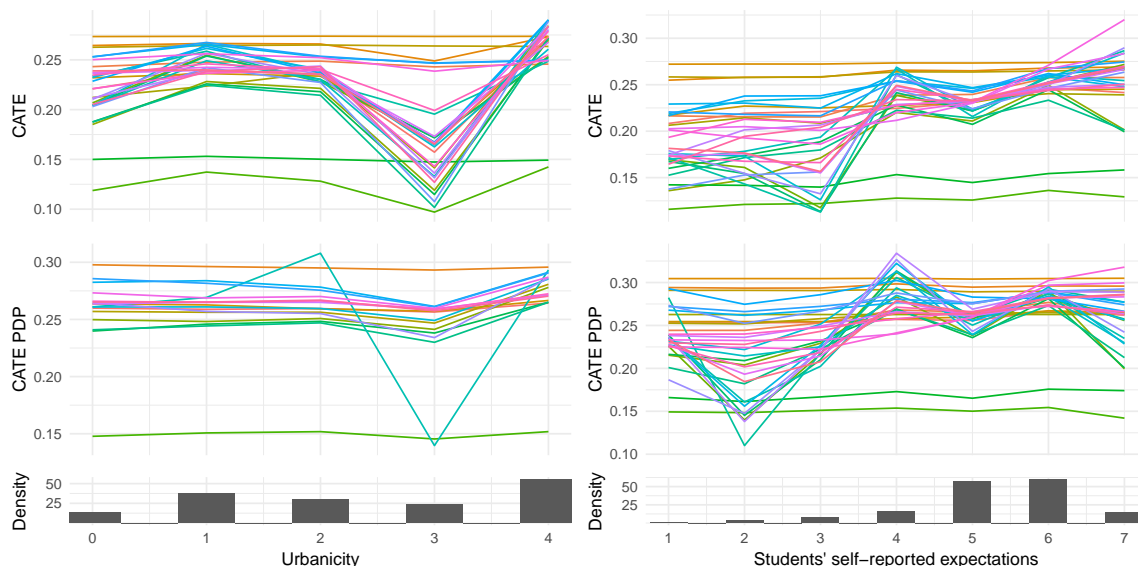 CATE
0.25
0.20
0.15
0.10
CATE
0.30
0.25
0.20
0.15
CATE PDP
0.30
0.25
0.20
0.15
CATE PDP
0.30
0.25
0.20
0.15
0.10
Density
50
25
0 1 2 3 4
Urbanicity
Density
50
25
1 2 3 4 5 6 7
Students' self−reported expectations